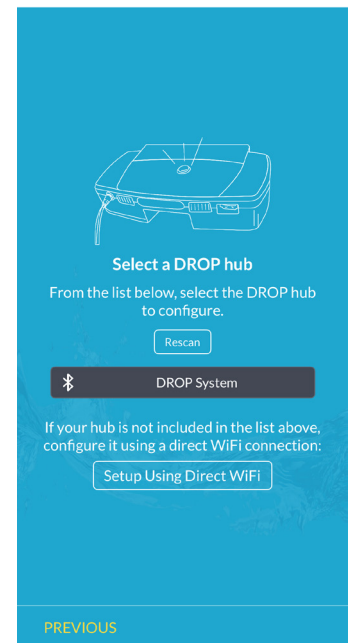 Select a DROP hub
From the list below, select the DROP hub
to configure.
Rescan
DROP System
If your hub is not included in the list above,
configure it using a direct WiFi connection:
Setup Using Direct WiFi
PREVIOUS